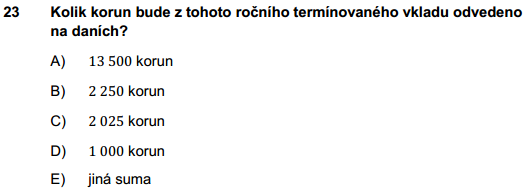 23 Kolik korun bude z tohoto ročního termínovaného vkladu odvedeno
na daních?
A) 13 500 korun
B) 2 250 korun
C) 2 025 korun
D) 1 000 korun
E) jiná suma